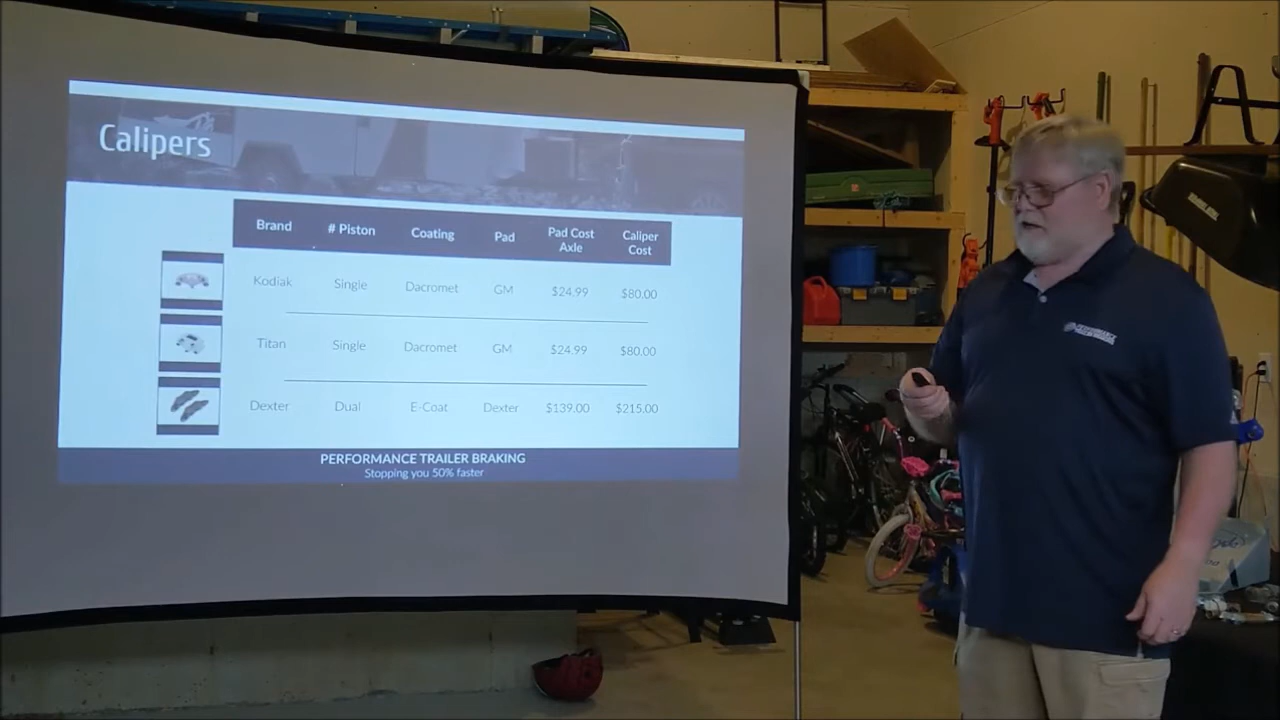 Calipers
Brand # Piston Coating Pad Pad Cost Axle Caliper Cost
Kodiak Single Dacromet GM $24.99 $80.00
Titan Single Dacromet GM $24.99 $80.00
Dexter Dual E-Coat Dexter $139.00 $215.00
PERFORMANCE TRAILER BRAKING
Stopping you 50% faster
PERFORMANCE